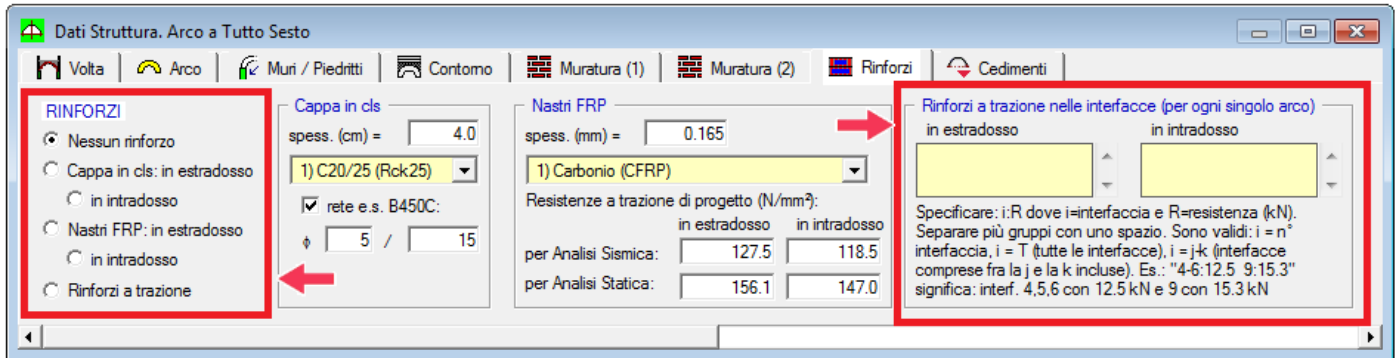 Dati Struttura. Arco a Tutto Sesto
Volta Arco Muri / Piedritti Contorno Muratura (1) Muratura (2) Rinforzi Cedimenti
RINFORZI
Nessun rinforzo
Cappa in cls: in estradosso
in intradosso
Nastri FRP: in estradosso
in intradosso
Rinforzi a trazione
Cappa in cls
spess. (cm) = 4.0
1) C20/25 (Rck25)
rete e.s. B450C:
ϕ 5 / 15
Nastri FRP
spess. (mm) = 0.165
1) Carbonio (CFRP)
Resistenze a trazione di progetto (N/mm²):
in estradosso in intradosso
per Analisi Sismica: 127.5 118.5
per Analisi Statica: 156.1 147.0
Rinforzi a trazione nelle interfacce (per ogni singolo arco)
in estradosso in intradosso
Specificare: i:R dove i=interfaccia e R=resistenza (kN).
Separare più gruppi con uno spazio. Sono validi: i = n°
interfaccia, i = T (tutte le interfacce), i = j-k (interfacce
comprese fra la j e la k incluse). Es.: "4-6:12.5 9:15.3"
significa: interf. 4,5,6 con 12.5 kN e 9 con 15.3 kN